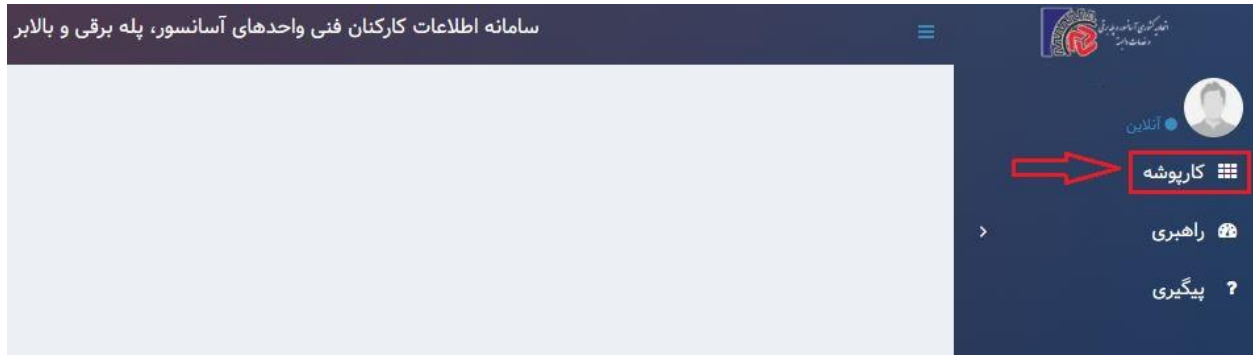 سامانه اطلاعات کارکنان فنی واحدهای آسانسور، پله برقی و بالابر
آنلاین
کارپوشه
راهبری
پیگیری